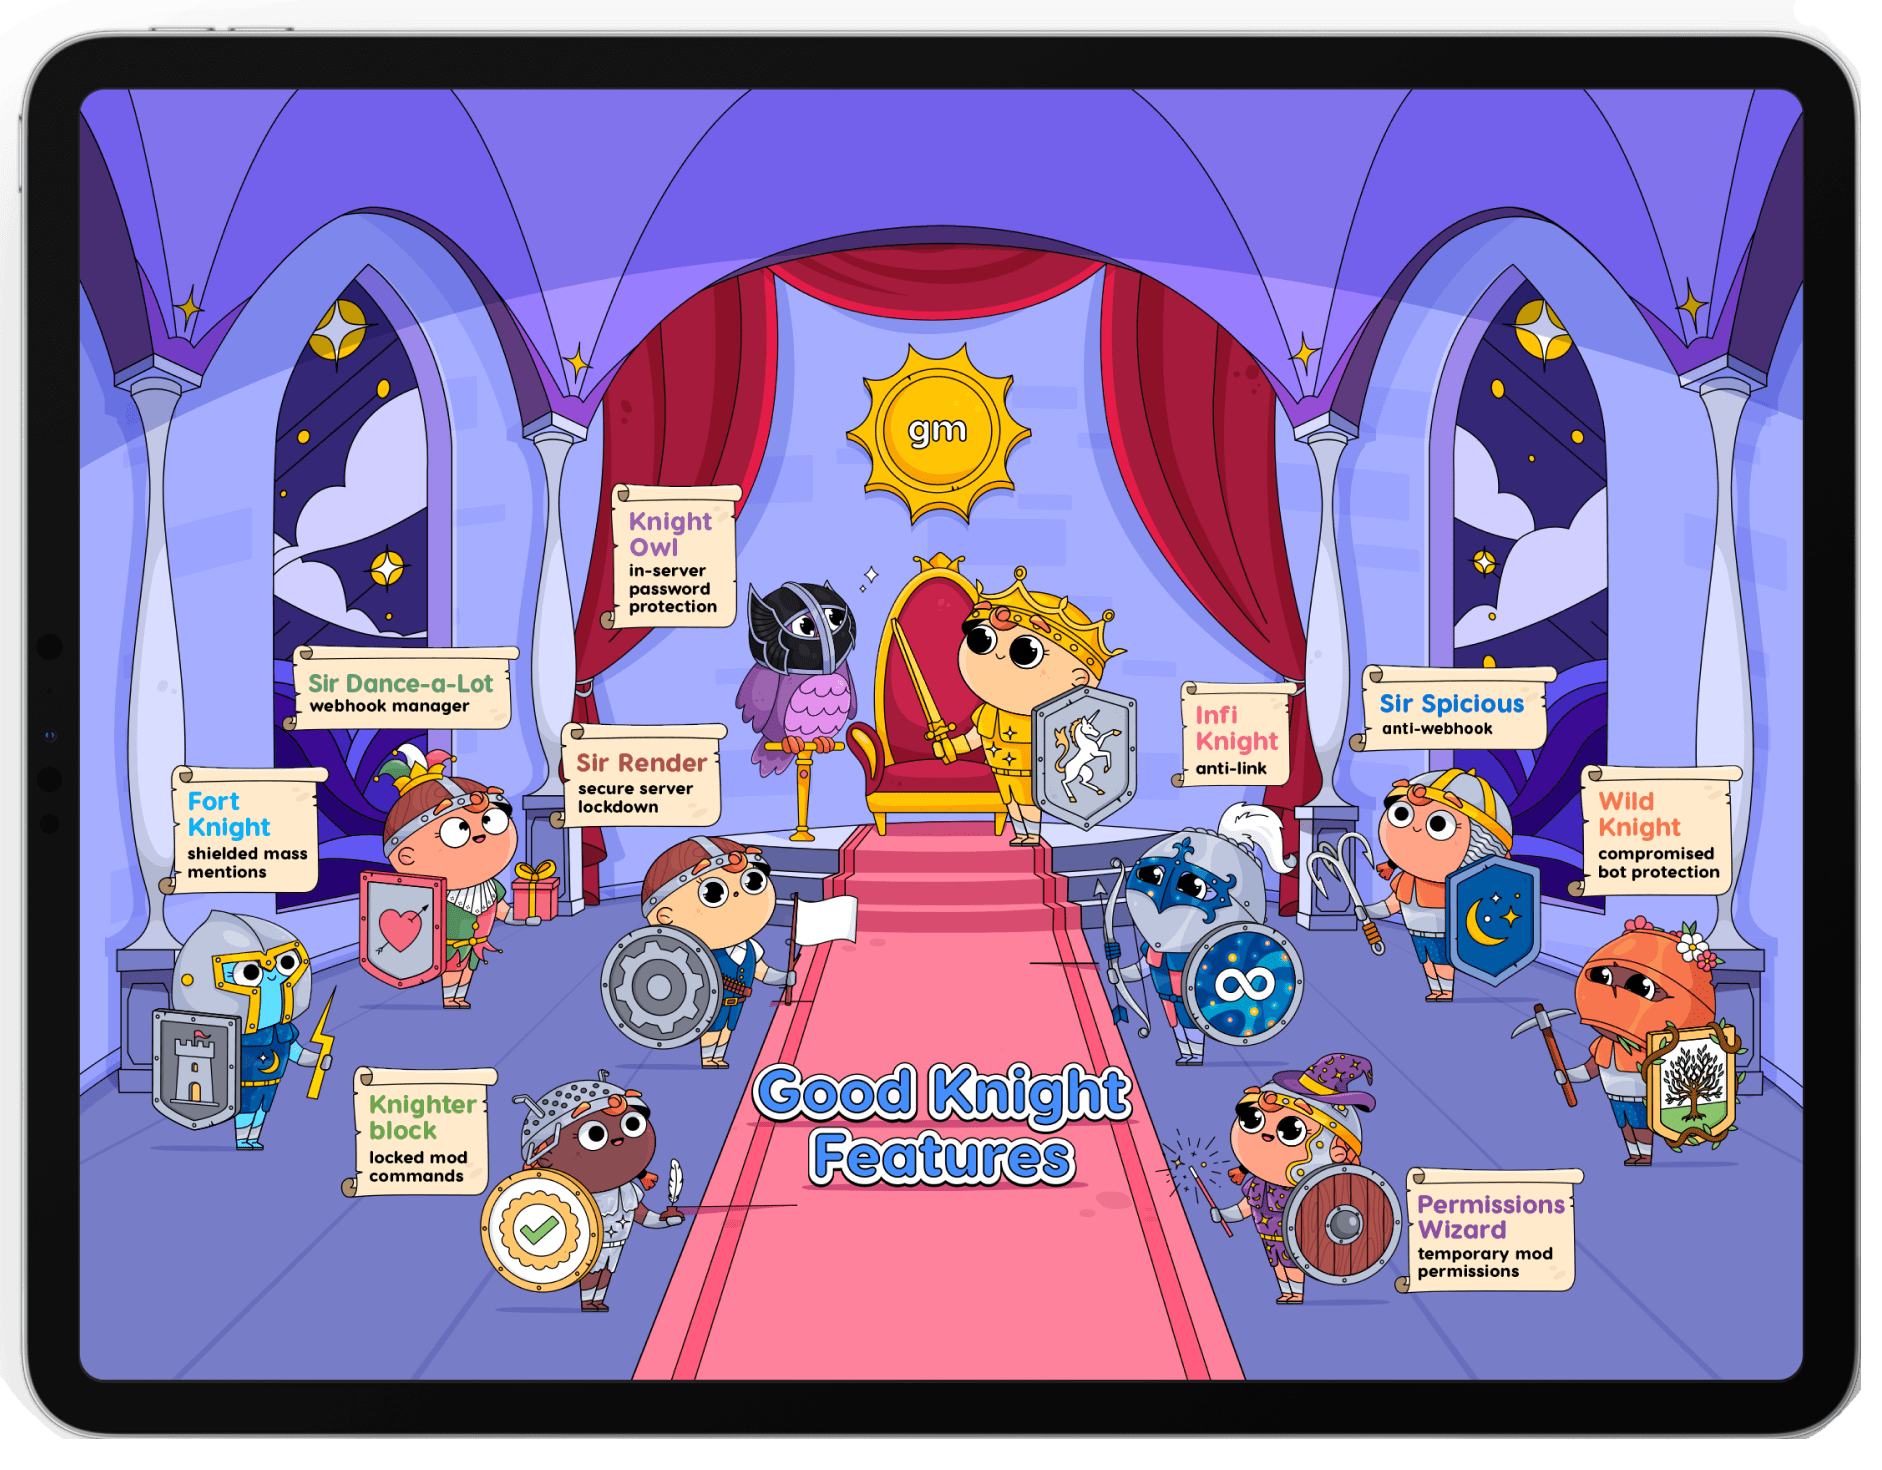 gm
Knight
Owl
in-server
password
protection
Sir Dance-a-Lot
webhook manager
Sir Render
secure server
lockdown
Infi
Knight
anti-link
Sir Spicious
anti-webhook
Fort
Knight
shielded mass
mentions
Wild
Knight
compromised
bot protection
Good Knight
Features
Knighter
block
locked mod
commands
Permissions
Wizard
temporary mod
permissions